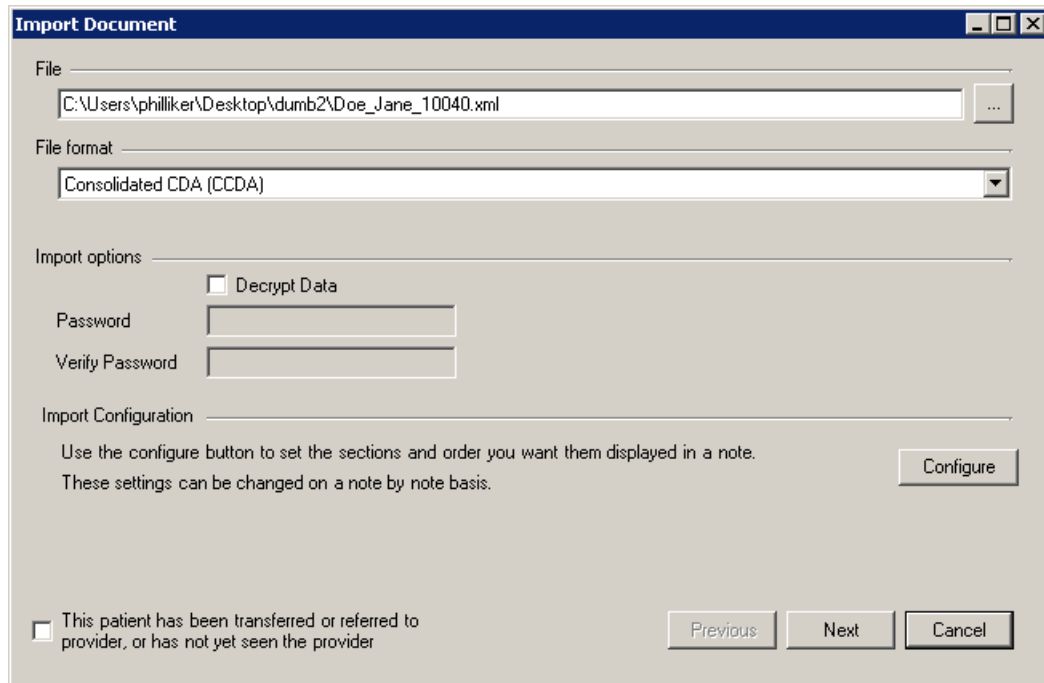 Import Document
File
C:\Users\philliker\Desktop\dumb2\Doe_Jane_10040.xml
...
File format
Consolidated CDA (CCDA)
Import options
Decrypt Data
Password
Verify Password
Import Configuration
Use the configure button to set the sections and order you want them displayed in a note.
These settings can be changed on a note by note basis.
Configure
This patient has been transferred or referred to
provider, or has not yet seen the provider
Previous
Next
Cancel